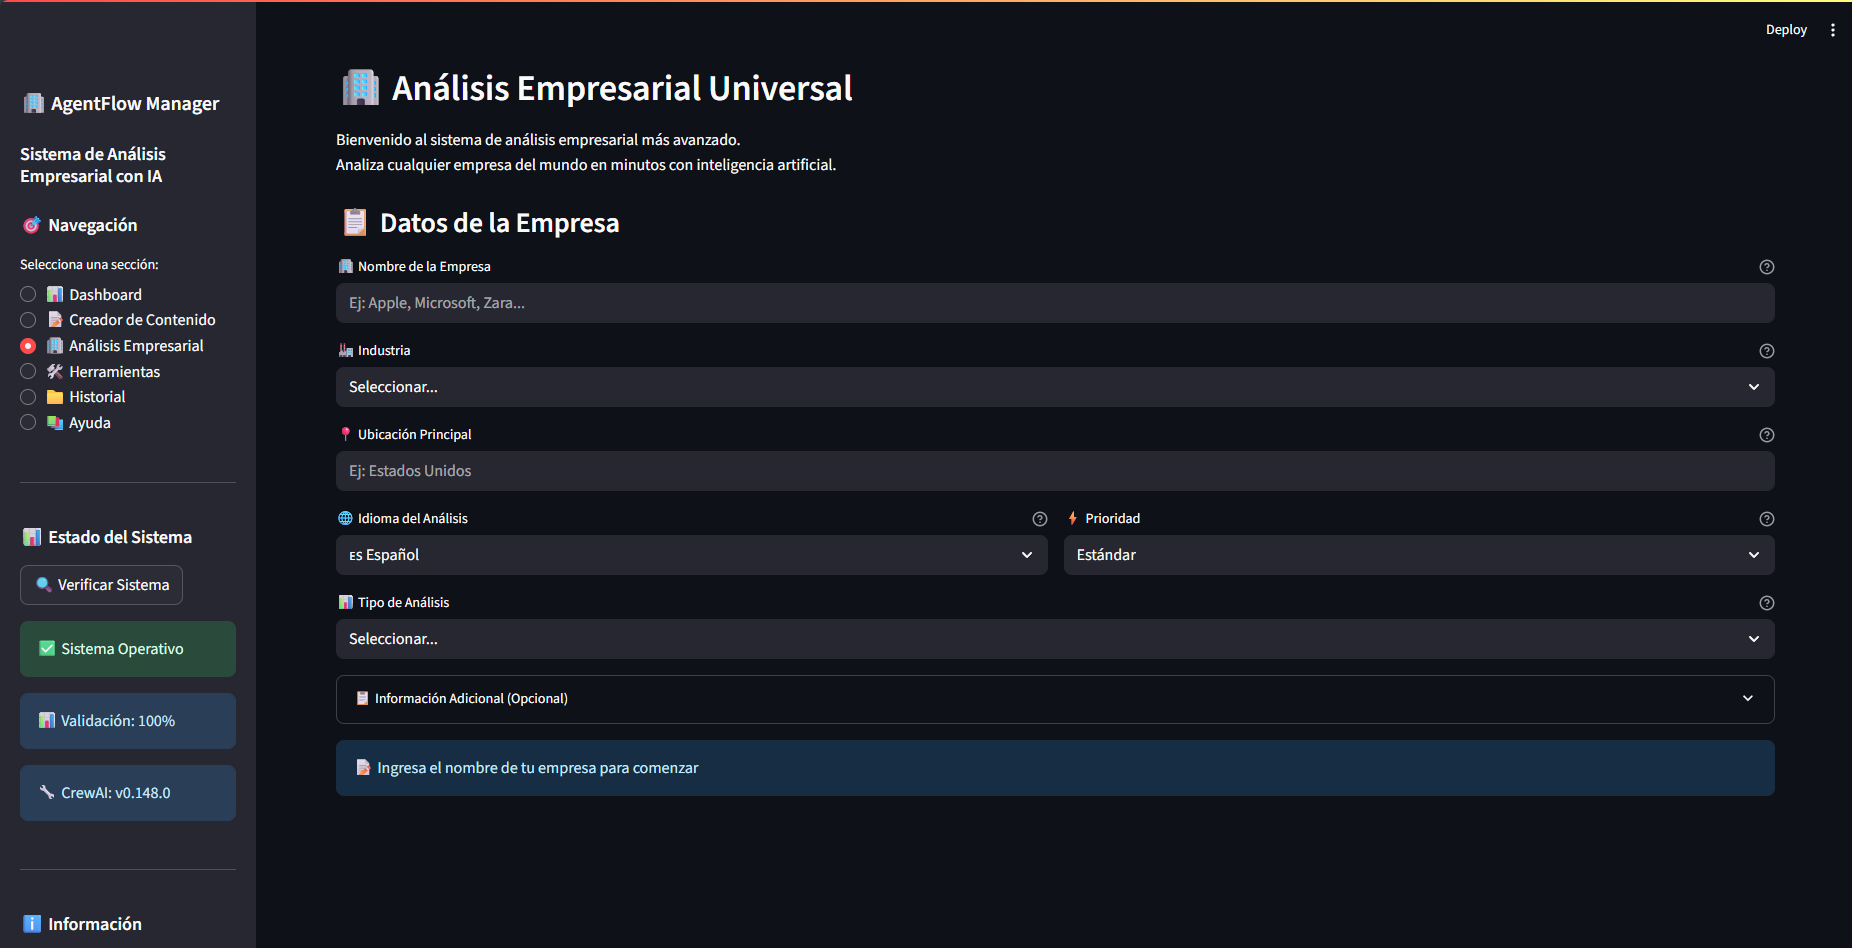 Deploy
AgentFlow Manager
Sistema de Análisis
Empresarial con IA
Navegación
Selecciona una sección:
Dashboard
Creador de Contenido
Análisis Empresarial
Herramientas
Historial
Ayuda
Estado del Sistema
Verificar Sistema
Sistema Operativo
Validación: 100%
CrewAI: v0.148.0
Información
Análisis Empresarial Universal
Bienvenido al sistema de análisis empresarial más avanzado.
Analiza cualquier empresa del mundo en minutos con inteligencia artificial.
Datos de la Empresa
Nombre de la Empresa
Ej: Apple, Microsoft, Zara...
Industria
Seleccionar...
Ubicación Principal
Ej: Estados Unidos
Idioma del Análisis
ES Español
Prioridad
Estándar
Tipo de Análisis
Seleccionar...
Información Adicional (Opcional)
Ingresa el nombre de tu empresa para comenzar